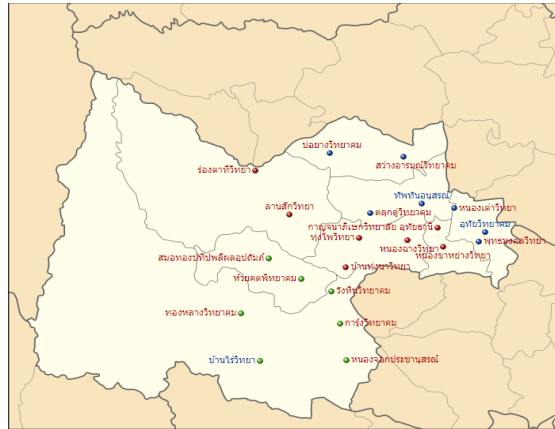 บ่อยางวิทยาคม
สว่างอารมณ์วิทยาคม
ร่องตาทีวิทยา
ทัพทันอนุสรณ์
ลานสักวิทยา
ตลุกดู่วิทยาคม
หนองเต่าวิทยา
กาญจนาภิเษกวิทยาลัย อุทัยธานี
อุทัยวิทยาคม
ทุ่งโพวิทยา
พุทธมงคลวิทยา
หนองฉางวิทยา
หนองขาหย่างวิทยา
สมอทองปทีปพลีผลอุปถัมภ์
บ้านทุ่งนาวิทยา
ห้วยคตพิทยาคม
วังหินวิทยาคม
ทองหลางวิทยาคม
การุ้งวิทยาคม
บ้านไร่วิทยา
หนองจอกประชานุสรณ์